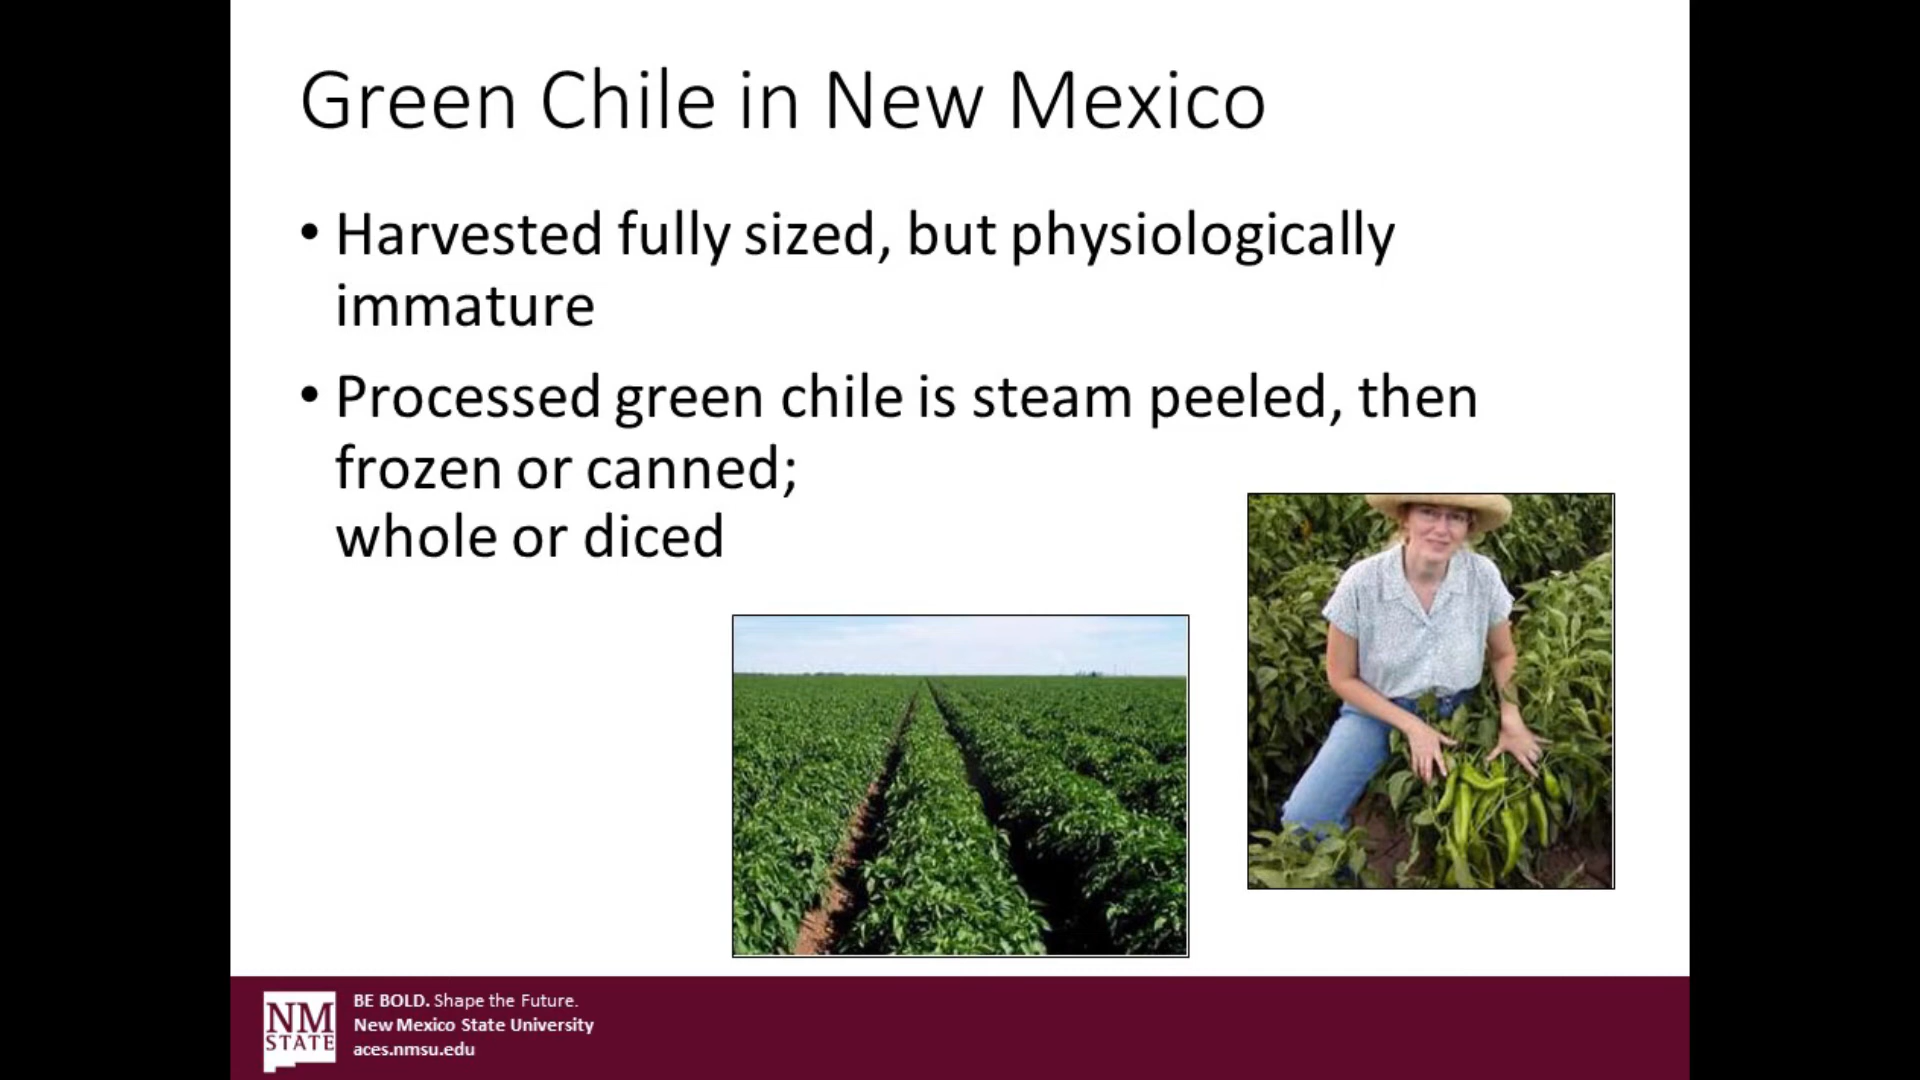 Green Chile in New Mexico
• Harvested fully sized, but physiologically
immature
• Processed green chile is steam peeled, then
frozen or canned;
whole or diced
NM
STATE
BE BOLD. Shape the Future.
New Mexico State University
aces.nmsu.edu